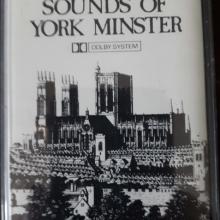 SOUNDS OF
YORK MINSTER
DOLBY SYSTEM